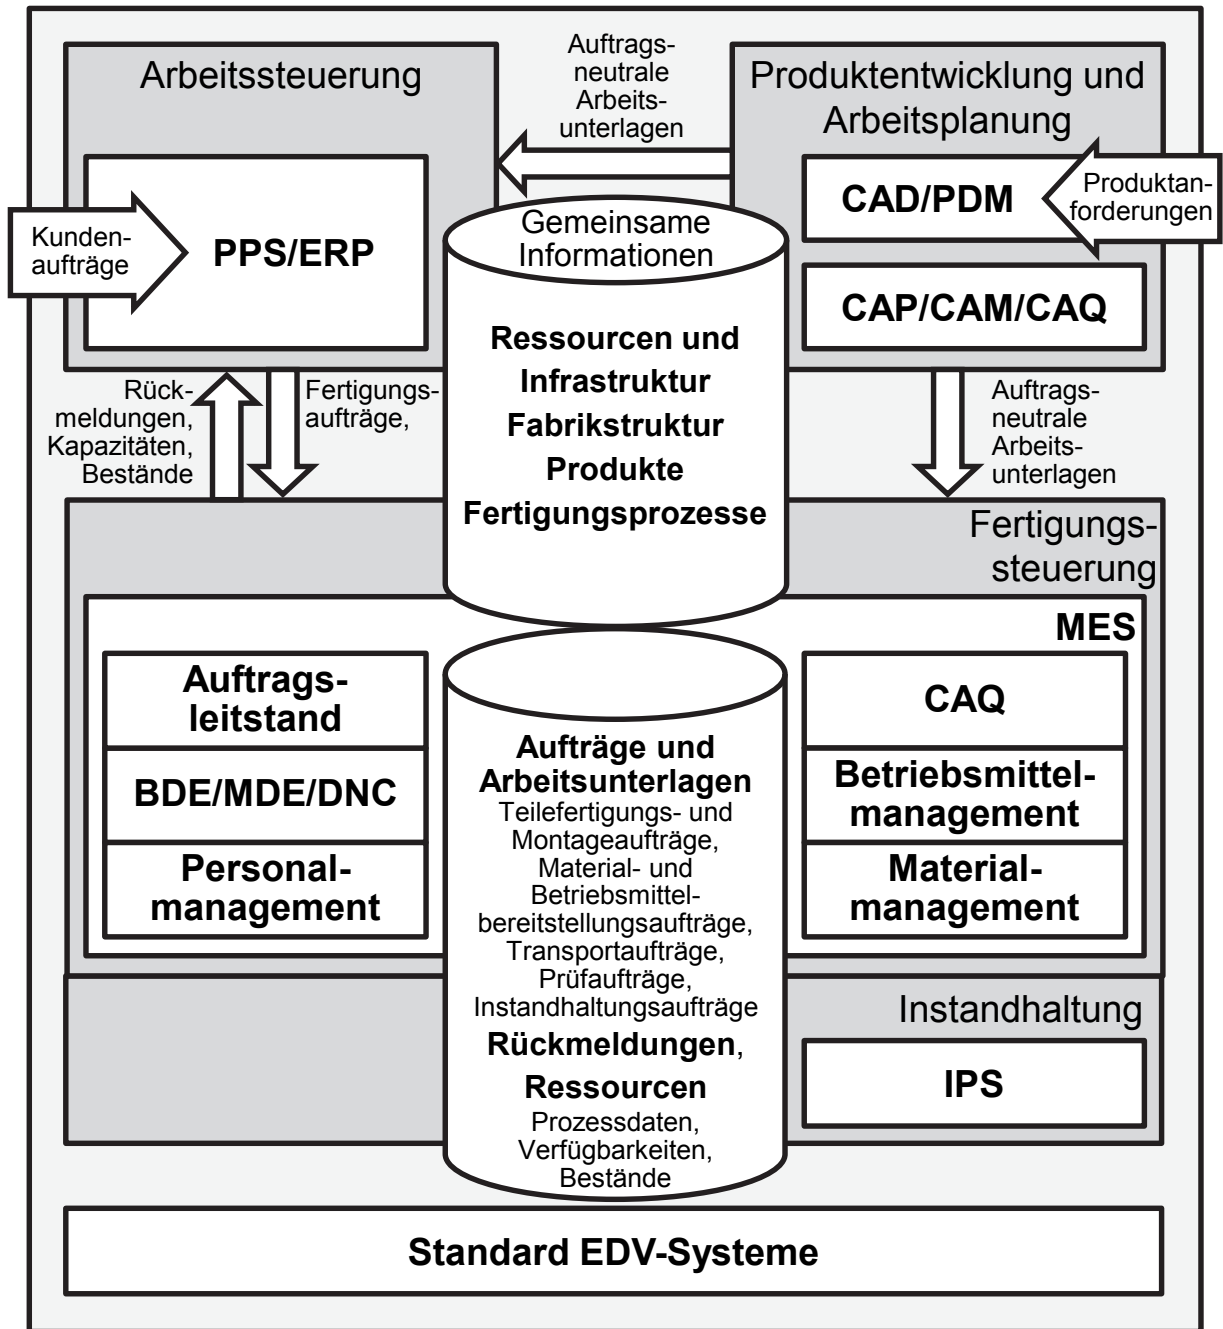 Arbeitssteuerung
Auftrags-
neutrale
Arbeits-
unterlagen
Produktentwicklung und
Arbeitsplanung
Kunden-
aufträge
PPS/ERP
CAD/PDM
Produktan-
forderungen
CAP/CAM/CAQ
Gemeinsame
Informationen
Ressourcen und
Infrastruktur
Fabrikstruktur
Produkte
Fertigungsprozesse
Rück-
meldungen,
Kapazitäten,
Bestände
Fertigungs-
aufträge,
Auftrags-
neutrale
Arbeits-
unterlagen
Fertigungs-
steuerung
MES
Auftrags-
leitstand
BDE/MDE/DNC
Personal-
management
Aufträge und
Arbeitsunterlagen
Teilefertigungs- und
Montageaufträge,
Material- und
Betriebsmittel-
bereitstellungsaufträge,
Transportaufträge,
Prüfaufträge,
Instandhaltungsaufträge
Rückmeldungen,
Ressourcen
Prozessdaten,
Verfügbarkeiten,
Bestände
CAQ
Betriebsmittel-
management
Material-
management
Instandhaltung
IPS
Standard EDV-Systeme